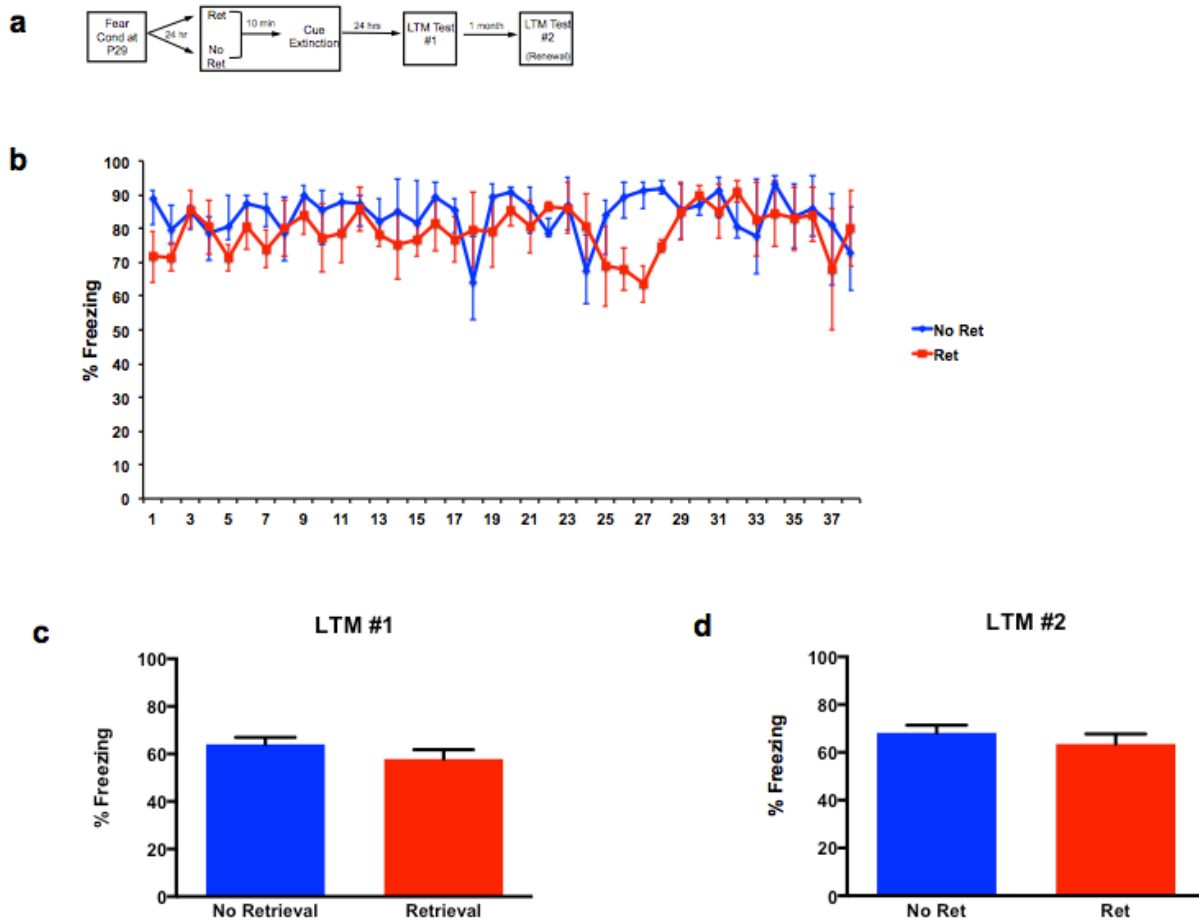 a
Fear
Cond at
P29
24 hr
Ret
No
Ret
10 min
Cue
Extinction
24 hrs
LTM Test
#1
1 month
LTM Test
#2
(Renewal)
b
% Freezing
100
90
80
70
60
50
40
30
20
10
0
1 3 5 7 9 11 13 15 17 19 21 23 25 27 29 31 33 35 37
No Ret
Ret
c
LTM #1
% Freezing
100
80
60
40
20
0
No Retrieval Retrieval
d
LTM #2
% Freezing
100
80
60
40
20
0
No Ret Ret